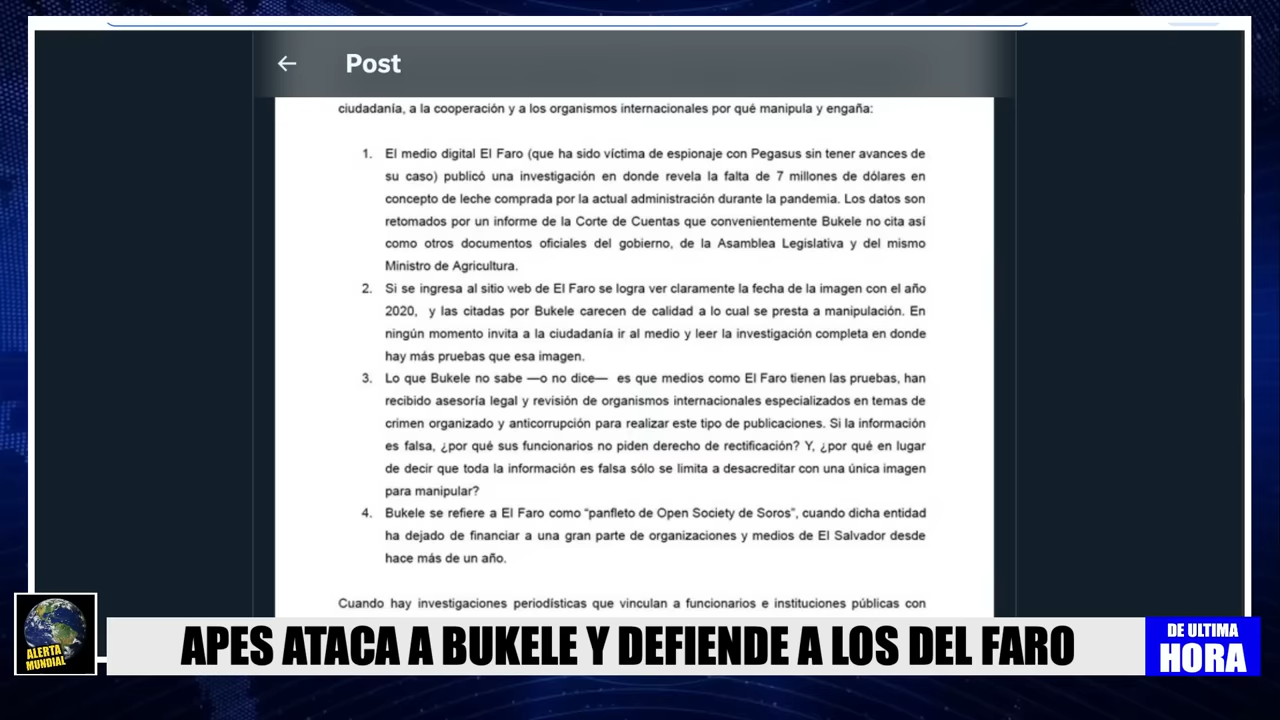 Post
ciudadanía, a la cooperación y a los organismos internacionales por qué manipula y engaña:
1. El medio digital El Faro (que ha sido víctima de espionaje con Pegasus sin tener avances de
su caso) publicó una investigación en donde revela la falta de 7 millones de dólares en
concepto de leche comprada por la actual administración durante la pandemia. Los datos son
retomados por un informe de la Corte de Cuentas que convenientemente Bukele no cita así
como otros documentos oficiales del gobierno, de la Asamblea Legislativa y del mismo
Ministro de Agricultura.
2. Si se ingresa al sitio web de El Faro se logra ver claramente la fecha de la imagen con el año
2020, y las citadas por Bukele carecen de calidad a lo cual se presta a manipulación. En
ningún momento invita a la ciudadanía ir al medio y leer la investigación completa en donde
hay más pruebas que esa imagen.
3. Lo que Bukele no sabe —o no dice— es que medios como El Faro tienen las pruebas, han
recibido asesoría legal y revisión de organismos internacionales especializados en temas de
crimen organizado y anticorrupción para realizar este tipo de publicaciones. Si la información
es falsa, ¿por qué sus funcionarios no piden derecho de rectificación? Y, ¿por qué en lugar
de decir que toda la información es falsa sólo se limita a desacreditar con una única imagen
para manipular?
4. Bukele se refiere a El Faro como “panfleto de Open Society de Soros”, cuando dicha entidad
ha dejado de financiar a una gran parte de organizaciones y medios de El Salvador desde
hace más de un año.
Cuando hay investigaciones periodísticas que vinculan a funcionarios e instituciones públicas con
ALERTA
MUNDIAL
APES ATACA A BUKELE Y DEFIENDE A LOS DEL FARO
DE ULTIMA
HORA